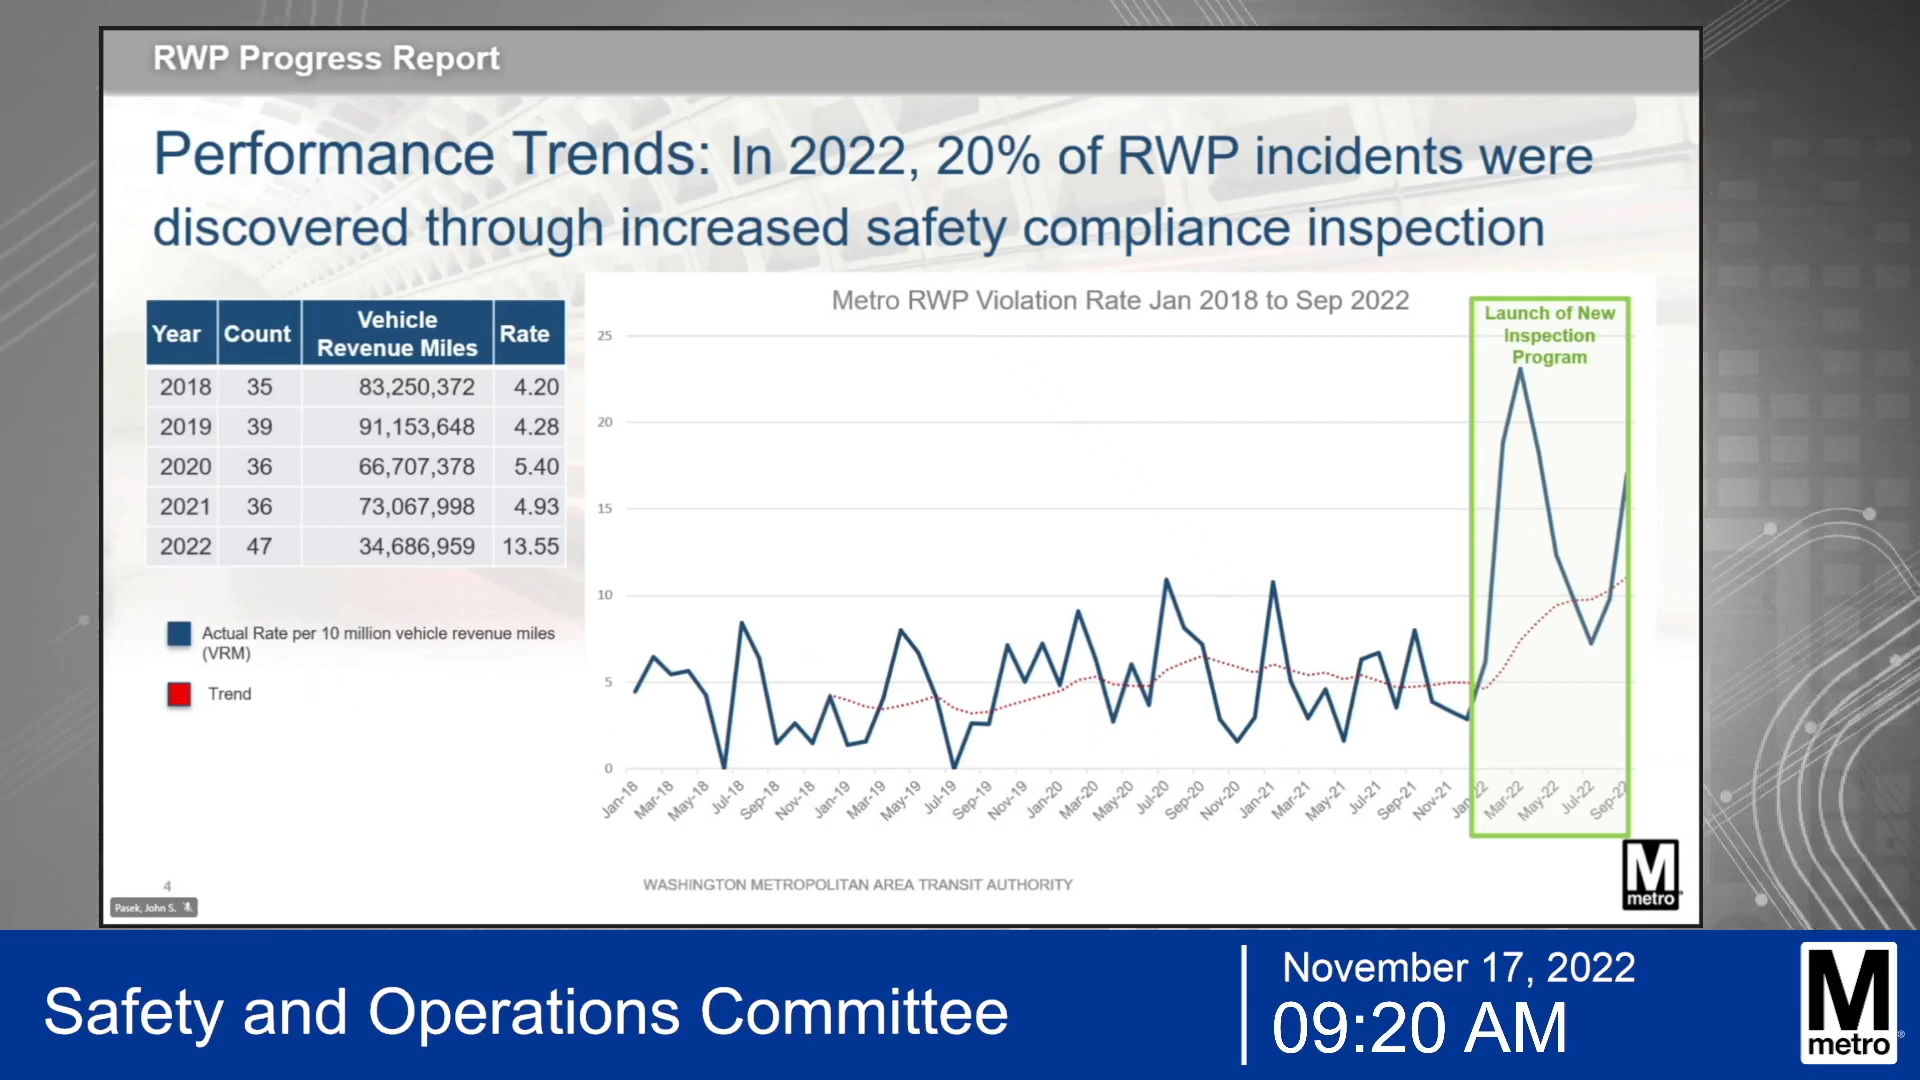 RWP Progress Report
Performance Trends: In 2022, 20% of RWP incidents were
discovered through increased safety compliance inspection
Year Count Vehicle Revenue Miles Rate
2018 35 83,250,372 4.20
2019 39 91,153,648 4.28
2020 36 66,707,378 5.40
2021 36 73,067,998 4.93
2022 47 34,686,959 13.55
Actual Rate per 10 million vehicle revenue miles
(VRM)
Trend
Metro RWP Violation Rate Jan 2018 to Sep 2022
Launch of New
Inspection
Program
25
20
15
10
5
0
Jan-18 Mar-18 May-18 Jul-18 Sep-18 Nov-18 Jan-19 Mar-19 May-19 Jul-19 Sep-19 Nov-19 Jan-20 Mar-20 May-20 Jul-20 Sep-20 Nov-20 Jan-21 Mar-21 May-21 Jul-21 Sep-21 Nov-21 Jan-22 Mar-22 May-22 Jul-22 Sep-22
4
WASHINGTON METROPOLITAN AREA TRANSIT AUTHORITY
M
metro
Pasek, John S.
Safety and Operations Committee
November 17, 2022
09:20 AM
M
metro®